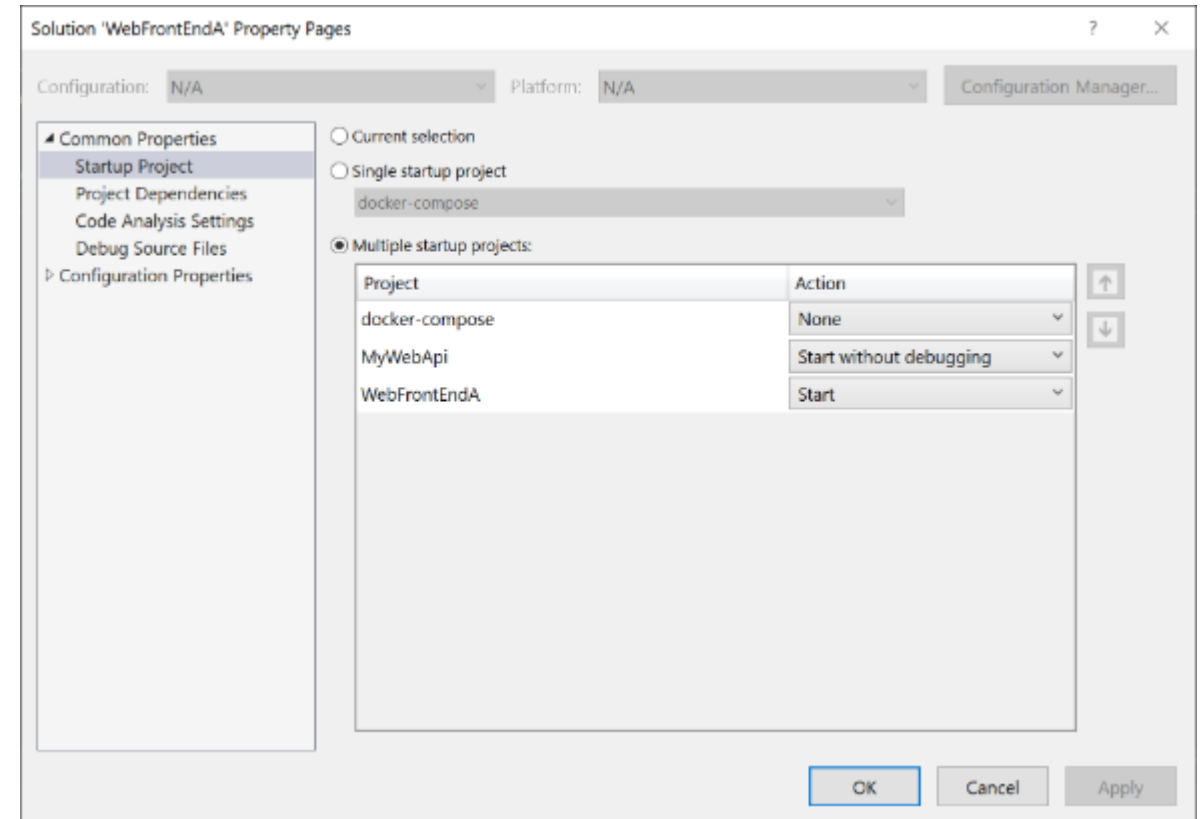 Solution 'WebFrontEndA' Property Pages
Configuration: N/A Platform: N/A Configuration Manager...
Common Properties
Startup Project
Project Dependencies
Code Analysis Settings
Debug Source Files
Configuration Properties
Current selection
Single startup project
docker-compose
Multiple startup projects:
Project Action
docker-compose None
MyWebApi Start without debugging
WebFrontEndA Start
OK Cancel Apply